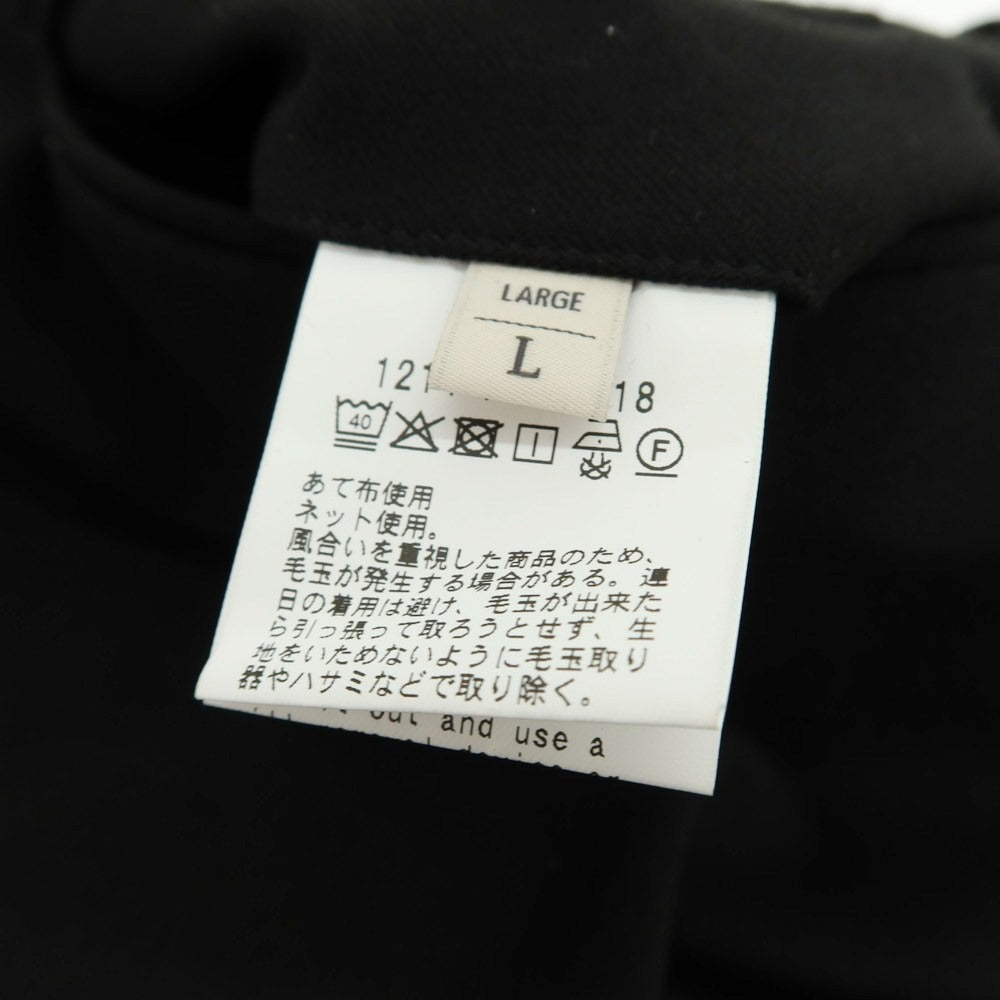 LARGE
L
121 18
40
F
あて布使用
ネット使用。
風合いを重視した商品のため、
毛玉が発生する場合がある。連
日の着用は避け、毛玉が出来た
ら引っ張って取ろうとせず、生
地をいためないように毛玉取り
器やハサミなどで取り除く。
out and use a